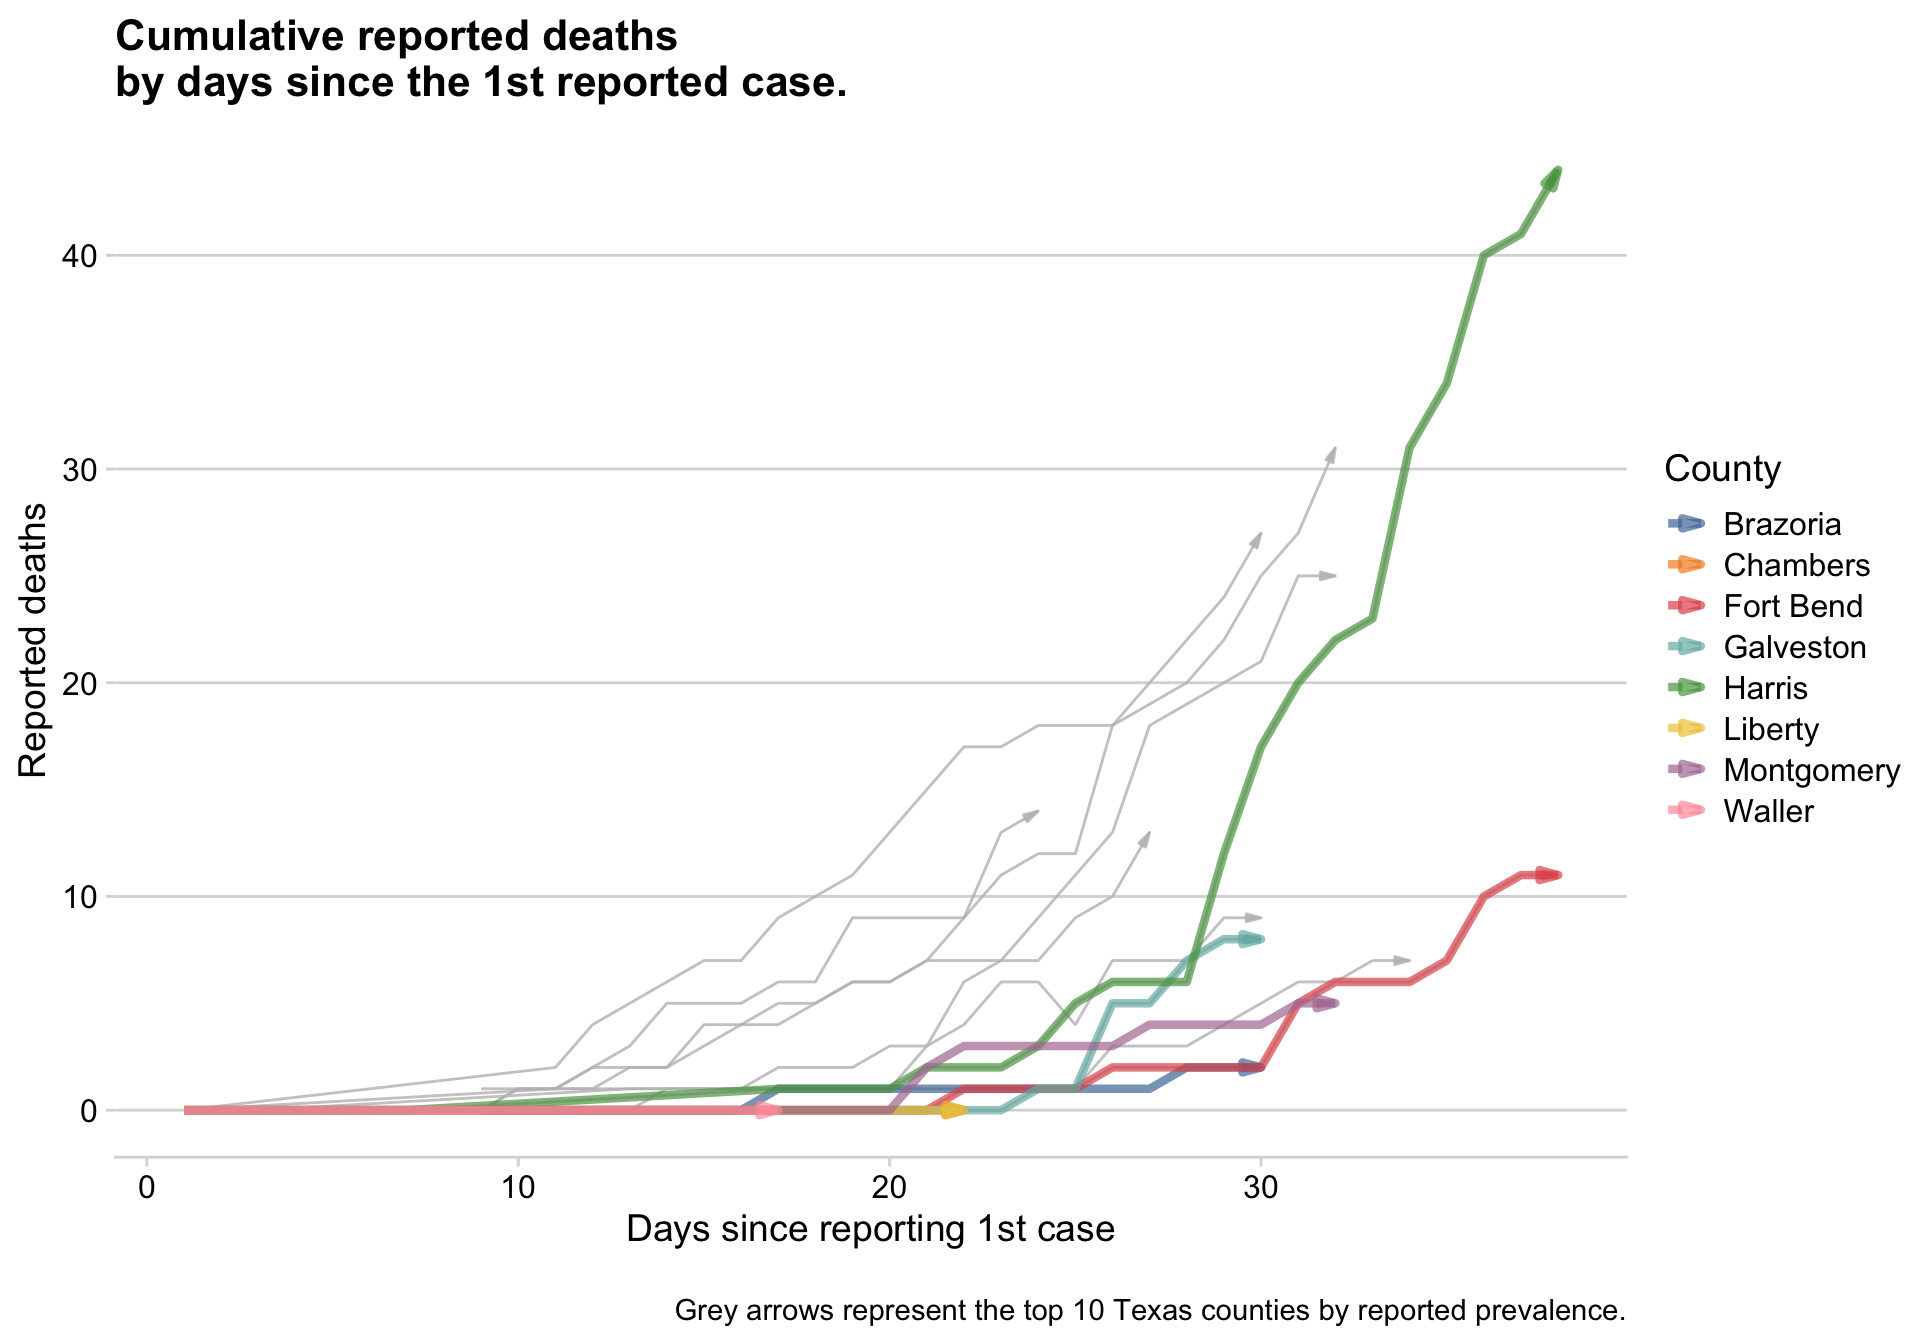 Cumulative reported deaths
by days since the 1st reported case.
40
30
20
10
0
Reported deaths
0
10
20
30
Days since reporting 1st case
County
Brazoria
Chambers
Fort Bend
Galveston
Harris
Liberty
Montgomery
Waller
Grey arrows represent the top 10 Texas counties by reported prevalence.